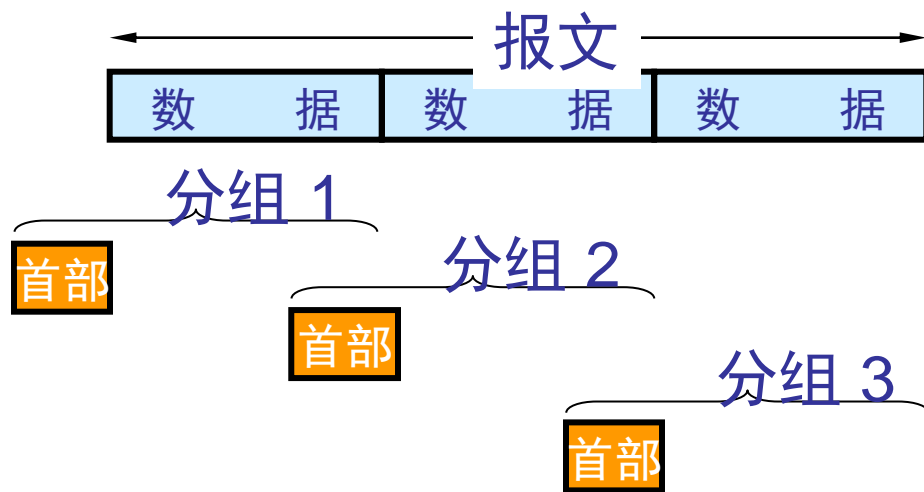 报文
数 据 数 据 数 据
分组 1
首部
分组 2
首部
分组 3
首部